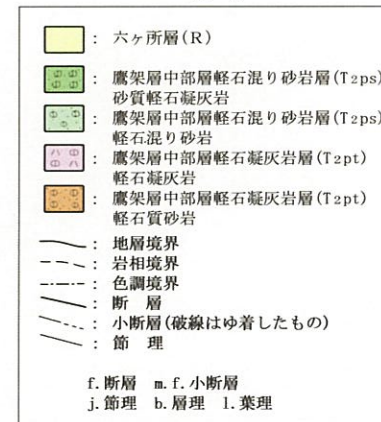 : 六ヶ所層(R)
: 鷹架層中部層軽石混り砂岩層(T2ps)
砂質軽石凝灰岩
: 鷹架層中部層軽石混り砂岩層(T2ps)
軽石混り砂岩
: 鷹架層中部層軽石凝灰岩層(T2pt)
軽石凝灰岩
: 鷹架層中部層軽石凝灰岩層(T2pt)
軽石質砂岩
: 地層境界
: 岩相境界
: 色調境界
: 断 層
: 小断層(破線はゆ着したもの)
: 節 理
f.断層 m.f.小断層
j.節理 b.層理 l.葉理